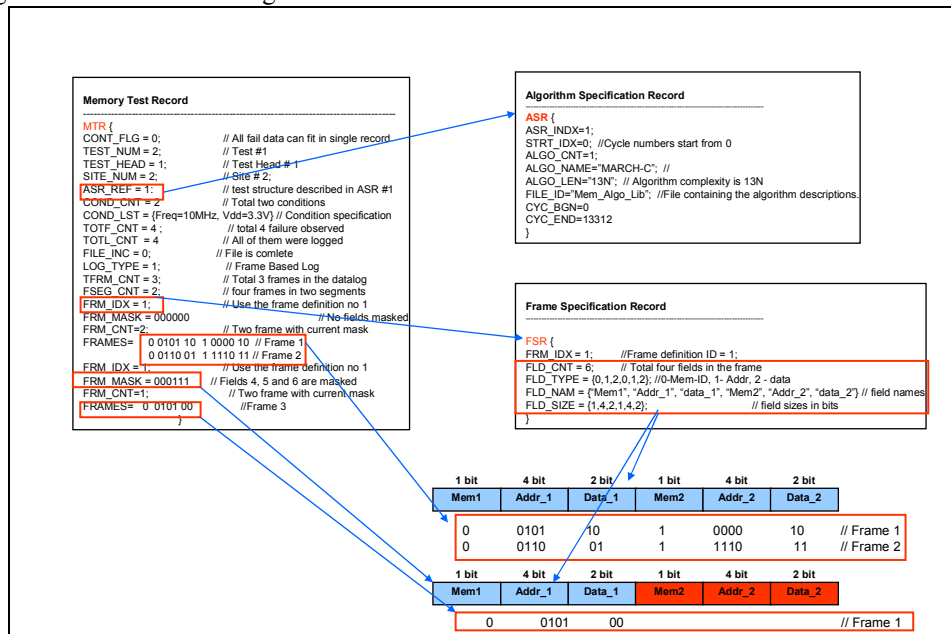 Memory Test Record
MTR {
CONT_FLG = 0; // All fail data can fit in single record
TEST_NUM = 2; // Test #1
TEST_HEAD = 1; // Test Head # 1
SITE_NUM = 2; // Site # 2;
ASR_REF = 1: // test structure described in ASR #1
COND_CNT = 2 // Total two conditions
COND_LST = {Freq=10MHz, Vdd=3.3V} // Condition specification
TOTF_CNT = 4 ; // total 4 failure observed
TOTL_CNT = 4 // All of them were logged
FILE_INC = 0; // File is comlete
LOG_TYPE = 1; // Frame Based Log
TFRM_CNT = 3; // Total 3 frames in the datalog
FSEG_CNT = 2; // four frames in two segments
FRM_IDX = 1; // Use the frame definition no 1
FRM_MASK = 000000 // No fields masked
FRM_CNT=2; // Two frame with current mask
FRAMES= 0 0101 10 1 0000 10 // Frame 1
0 0110 01 1 1110 11 // Frame 2
FRM_IDX = 1; // Use the frame definition no 1
FRM_MASK = 000111 // Fields 4, 5 and 6 are masked
FRM_CNT=1; // Two frame with current mask
FRAMES= 0 0101 00 //Frame 3
}
Algorithm Specification Record
ASR {
ASR_INDX=1;
STRT_IDX=0; //Cycle numbers start from 0
ALGO_CNT=1;
ALGO_NAME="MARCH-C"; //
ALGO_LEN="13N"; // Algorithm complexity is 13N
FILE_ID="Mem_Algo_Lib"; //File containing the algorithm descriptions.
CYC_BGN=0
CYC_END=13312
}
Frame Specification Record
FSR {
FRM_IDX = 1; //Frame definition ID = 1;
FLD_CNT = 6; // Total four fields in the frame
FLD_TYPE = {0,1,2,0,1,2}; //0-Mem-ID, 1- Addr, 2 - data
FLD_NAM = {"Mem1", "Addr_1", "data_1", "Mem2", "Addr_2", "data_2"} // field names
FLD_SIZE = {1,4,2,1,4,2}; // field sizes in bits
}
1 bit 4 bit 2 bit 1 bit 4 bit 2 bit
Mem1 Addr_1 Data_1 Mem2 Addr_2 Data_2
0 0101 10 1 0000 10 // Frame 1
0 0110 01 1 1110 11 // Frame 2
1 bit 4 bit 2 bit 1 bit 4 bit 2 bit
Mem1 Addr_1 Data_1 Mem2 Addr_2 Data_2
0 0101 00 // Frame 1